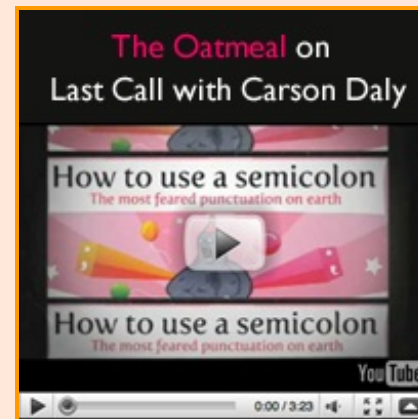 The Oatmeal on
Last Call with Carson Daly
How to use a semicolon
The most feared punctuation on earth
How to use a semicolon
The most feared punctuation on earth
YouTube
0:00 / 3:23